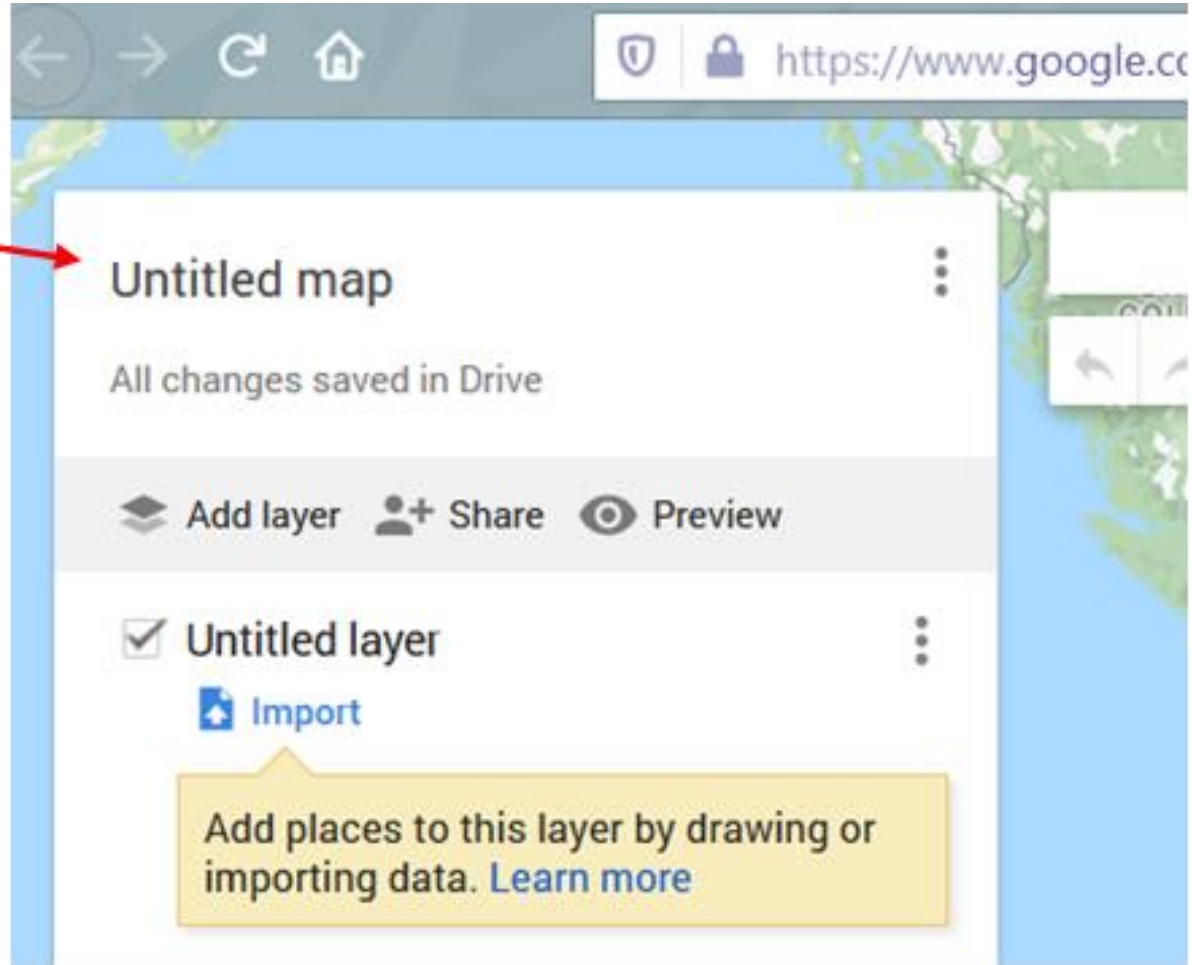 https://www.google.co
Untitled map
All changes saved in Drive
Add layer Share Preview
Untitled layer
Import
Add places to this layer by drawing or
importing data. Learn more